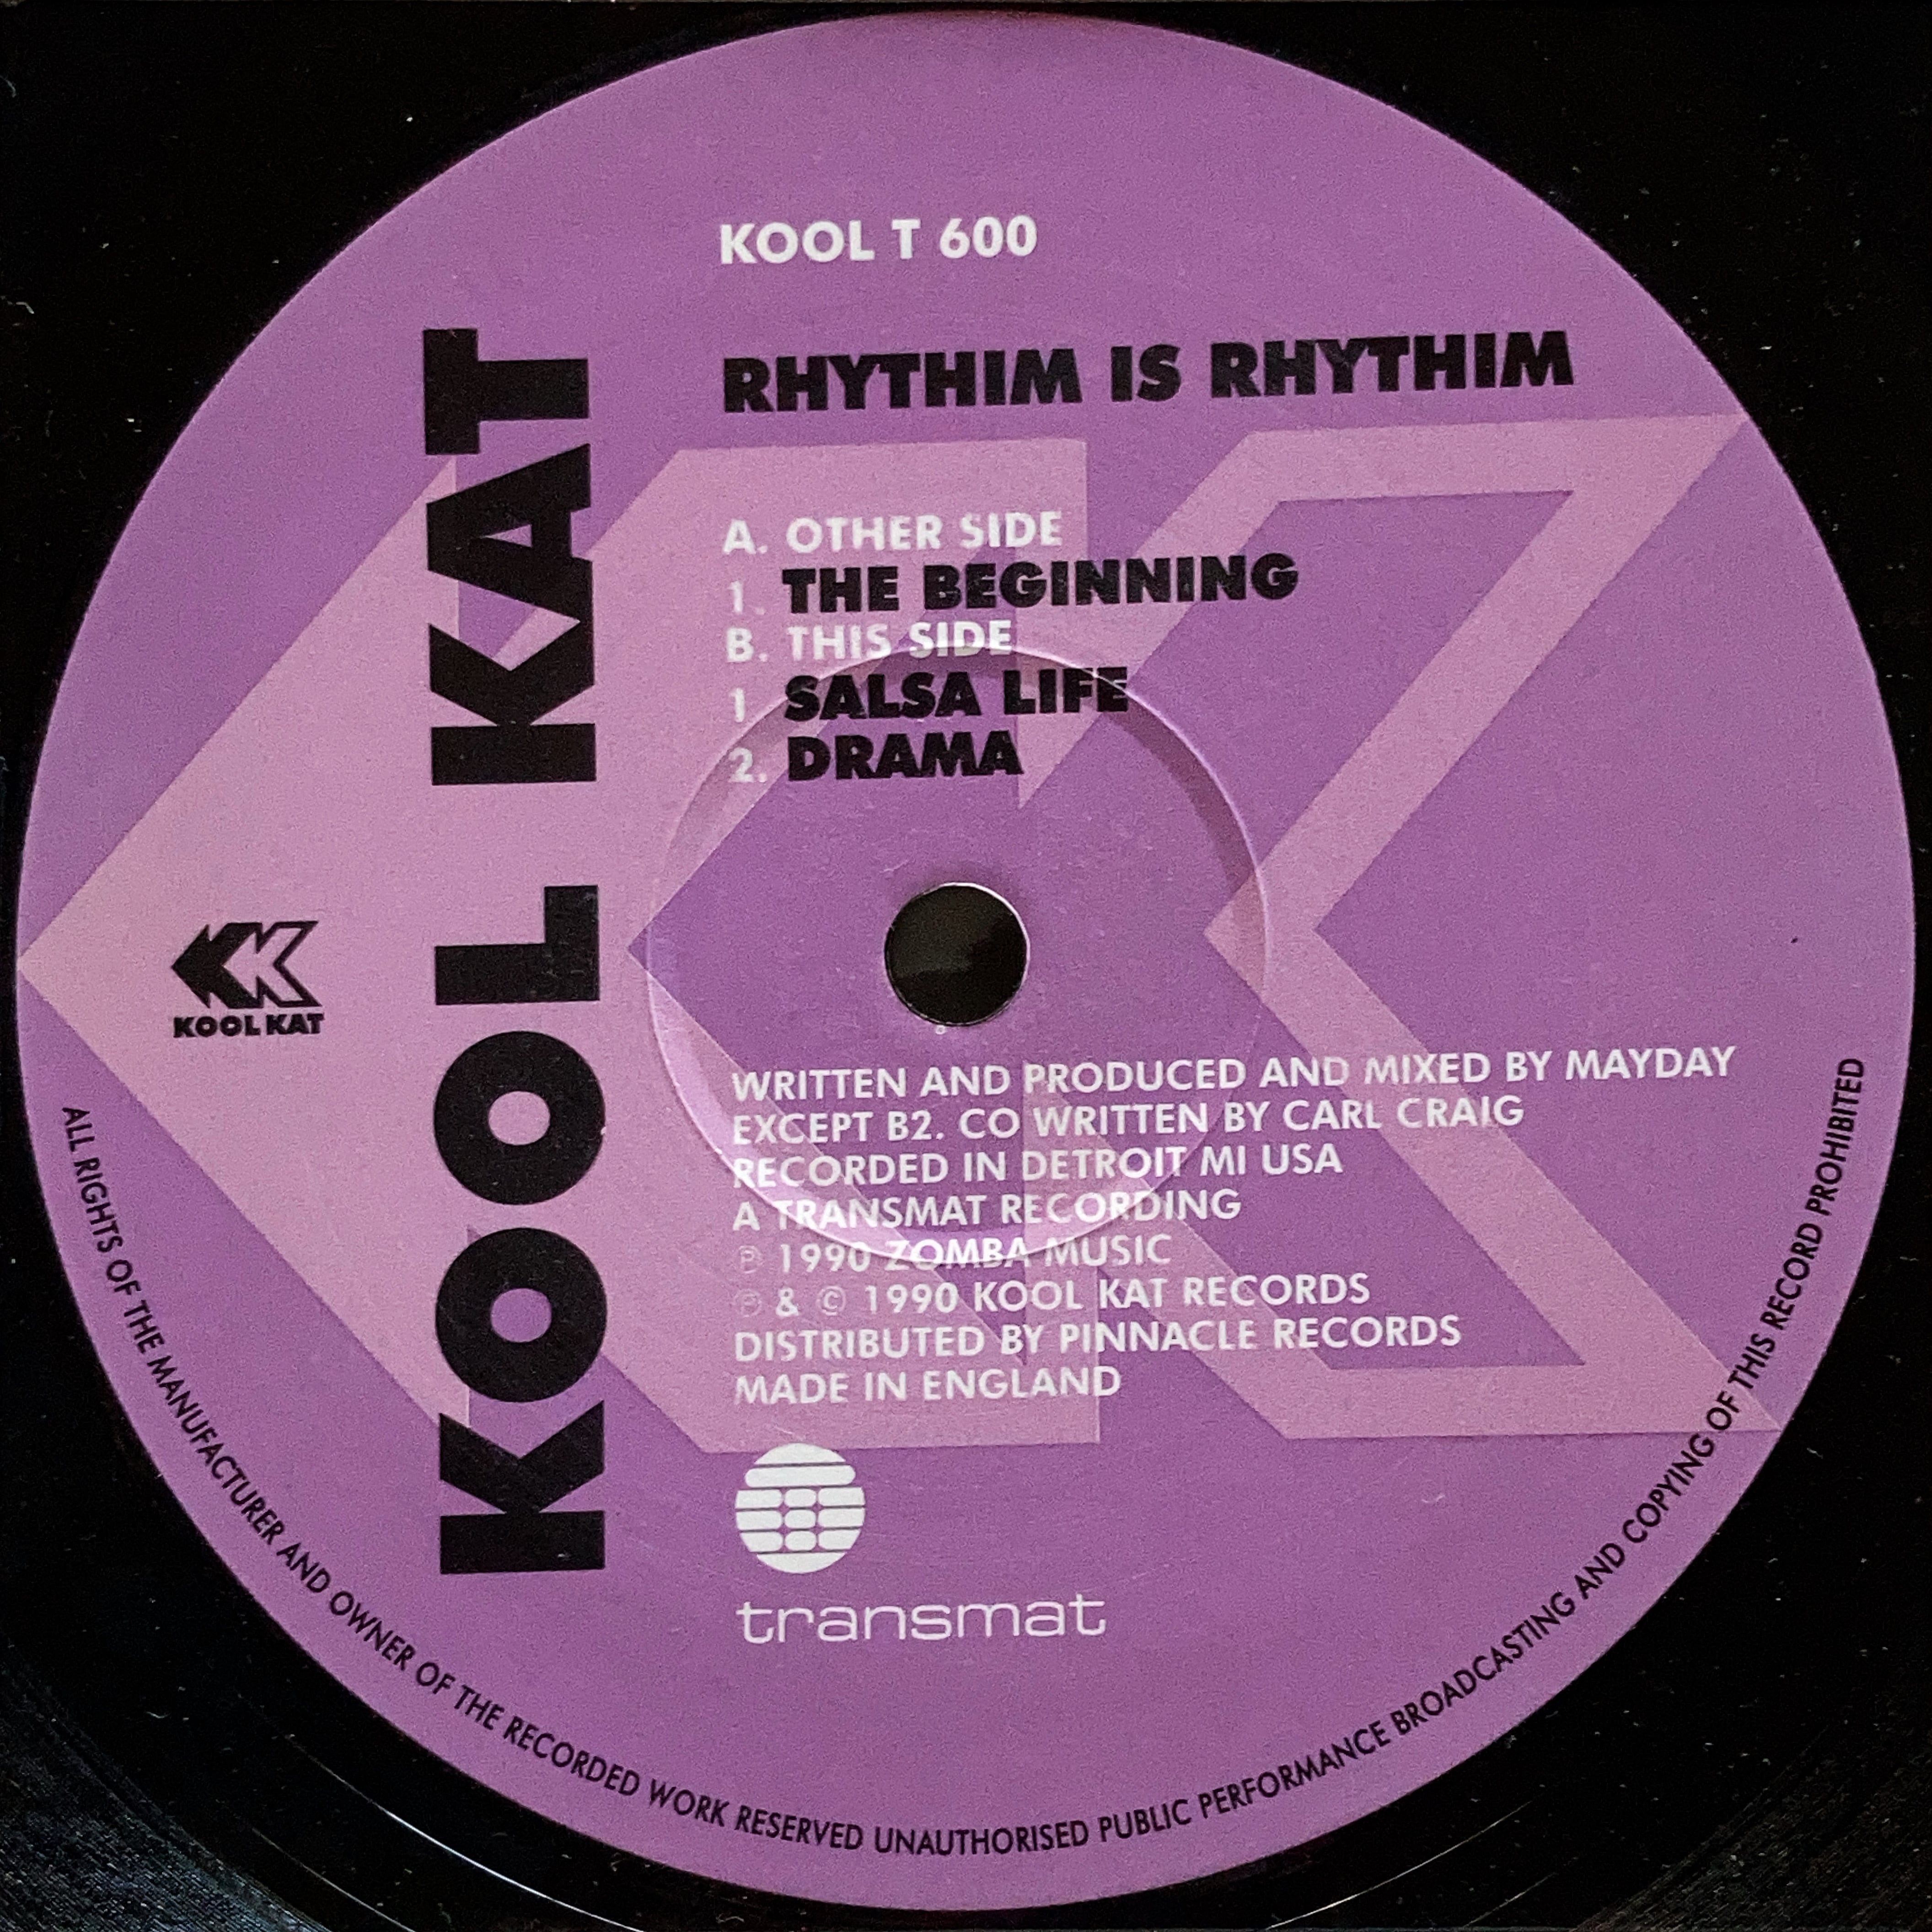 KOOL T 600
RHYTHIM IS RHYTHIM
A. OTHER SIDE
1. THE BEGINNING
B. THIS SIDE
1 SALSA LIFE
2. DRAMA
KOOL KAT
KK
KOOL KAT
WRITTEN AND PRODUCED AND MIXED BY MAYDAY
EXCEPT B2. CO WRITTEN BY CARL CRAIG
RECORDED IN DETROIT MI USA
A TRANSMAT RECORDING
℗ 1990 ZOMBA MUSIC
℗ & © 1990 KOOL KAT RECORDS
DISTRIBUTED BY PINNACLE RECORDS
MADE IN ENGLAND
transmat
ALL RIGHTS OF THE MANUFACTURER AND OWNER OF THE RECORDED WORK RESERVED UNAUTHORISED PUBLIC PERFORMANCE BROADCASTING AND COPYING OF THIS RECORD PROHIBITED